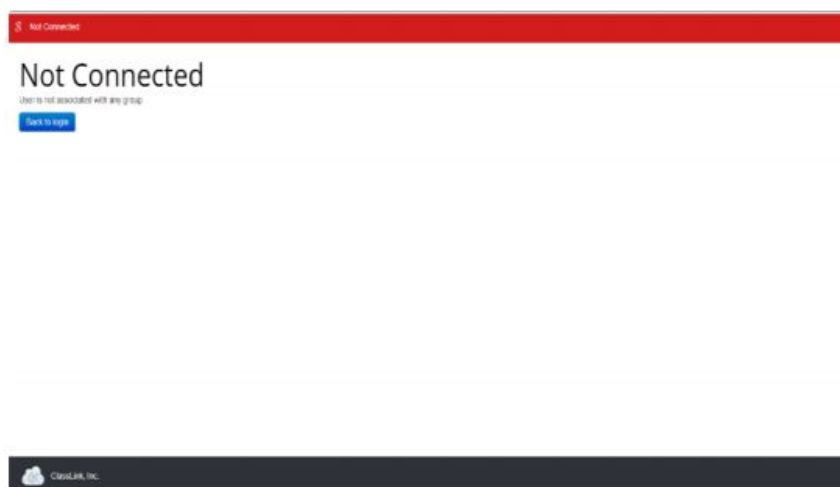 Not Connected
Not Connected
User is not associated with any group
Back to login
ClassLink, Inc.